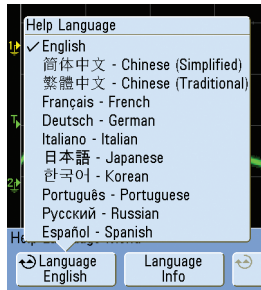 Help Language
English
简体中文 - Chinese (Simplified)
繁體中文 - Chinese (Traditional)
Français - French
Deutsch - German
Italiano - Italian
日本語 - Japanese
한국어 - Korean
Português - Portuguese
Русский - Russian
Español - Spanish
Language
English
Language
Info